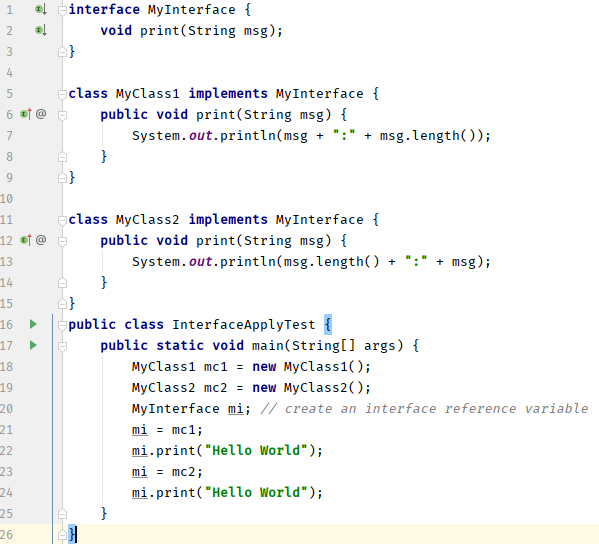 1 interface MyInterface {
2 void print(String msg);
3 }
4
5 class MyClass1 implements MyInterface {
6 @ public void print(String msg) {
7 System.out.println(msg + ":" + msg.length());
8 }
9 }
10
11 class MyClass2 implements MyInterface {
12 @ public void print(String msg) {
13 System.out.println(msg.length() + ":" + msg);
14 }
15 }
16 public class InterfaceApplyTest {
17 public static void main(String[] args) {
18 MyClass1 mc1 = new MyClass1();
19 MyClass2 mc2 = new MyClass2();
20 MyInterface mi; // create an interface reference variable
21 mi = mc1;
22 mi.print("Hello World");
23 mi = mc2;
24 mi.print("Hello World");
25 }
26 }